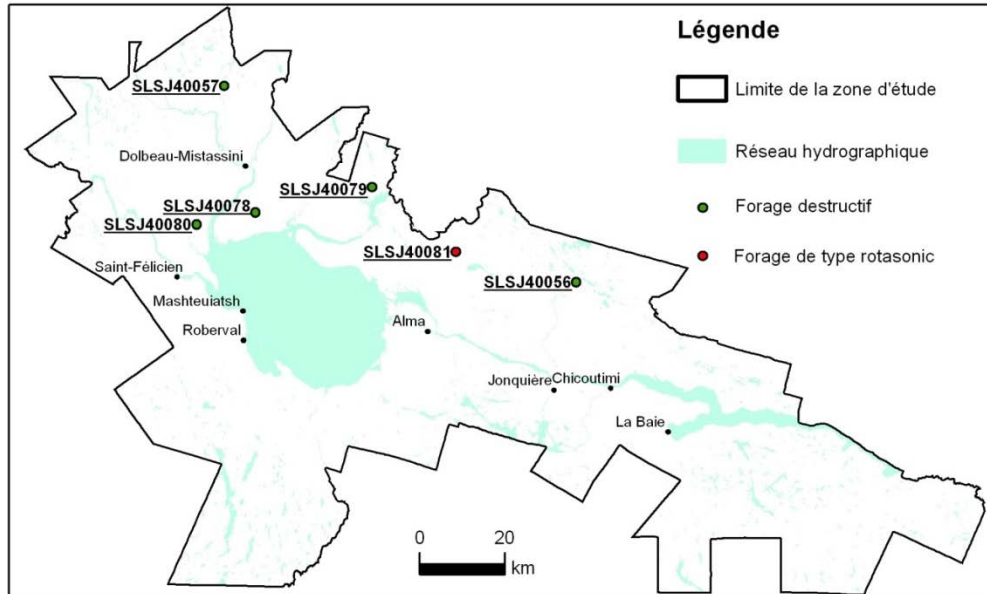 Légende
Limite de la zone d'étude
Réseau hydrographique
Forage destructif
Forage de type rotasonic
SLSJ40057
Dolbeau-Mistassini
SLSJ40079
SLSJ40078
SLSJ40080
SLSJ40081
Saint-Félicien
SLSJ40056
Mashteuiatsh
Alma
Roberval
Jonquière
Chicoutimi
La Baie
0 20
km